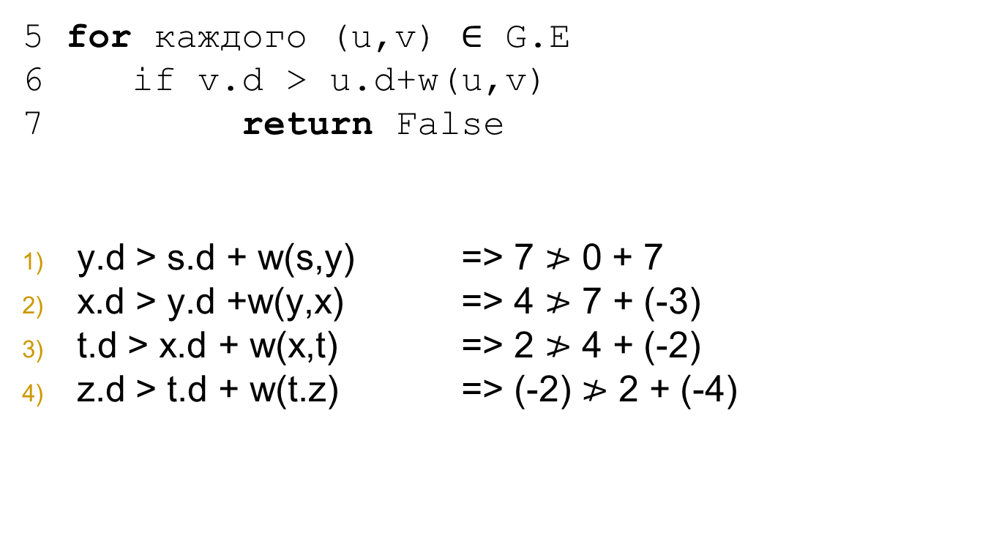 5 for каждого (u,v) ∈ G.E
6 if v.d > u.d+w(u,v)
7 return False
1) y.d > s.d + w(s,y) => 7 ≯ 0 + 7
2) x.d > y.d +w(y,x) => 4 ≯ 7 + (-3)
3) t.d > x.d + w(x,t) => 2 ≯ 4 + (-2)
4) z.d > t.d + w(t.z) => (-2) ≯ 2 + (-4)